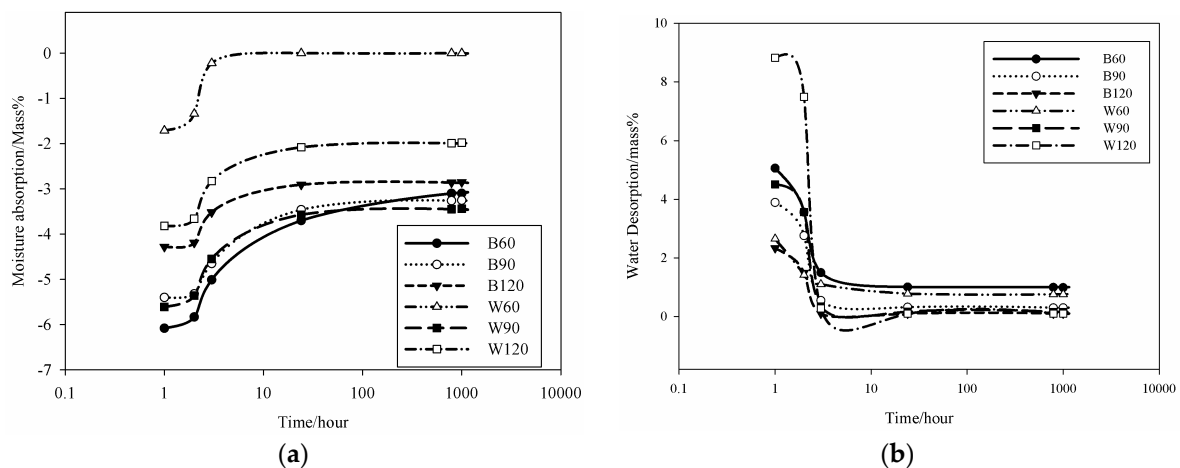 Moisture absorption/Mass%
0
-1
-2
-3
-4
-5
-6
-7
0.1
1
10
100
1000
10000
Time/hour
B60
B90
B120
W60
W90
W120
(a)
Water Desorption/mass%
10
8
6
4
2
0
0.1
1
10
100
1000
10000
Time/hour
B60
B90
B120
W60
W90
W120
(b)